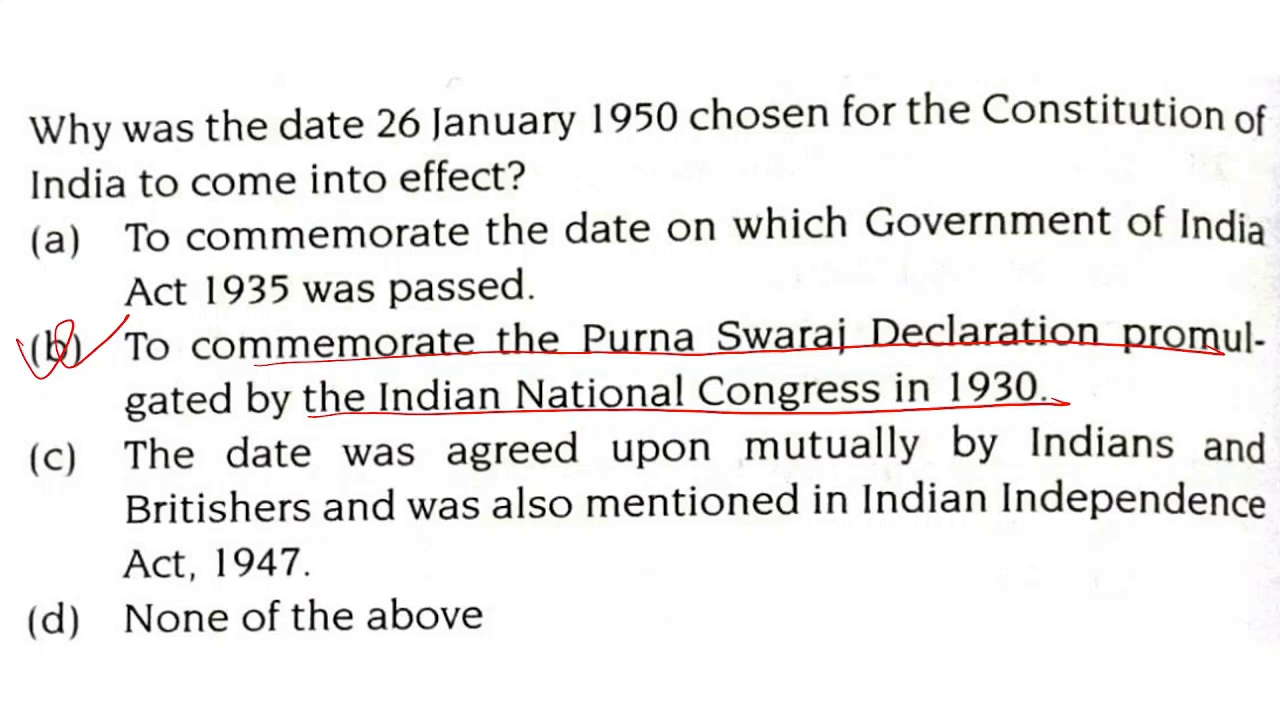 Why was the date 26 January 1950 chosen for the Constitution of
India to come into effect?
(a) To commemorate the date on which Government of India
Act 1935 was passed.
(b) To commemorate the Purna Swaraj Declaration promul-
gated by the Indian National Congress in 1930.
(c) The date was agreed upon mutually by Indians and
Britishers and was also mentioned in Indian Independence
Act, 1947.
(d) None of the above